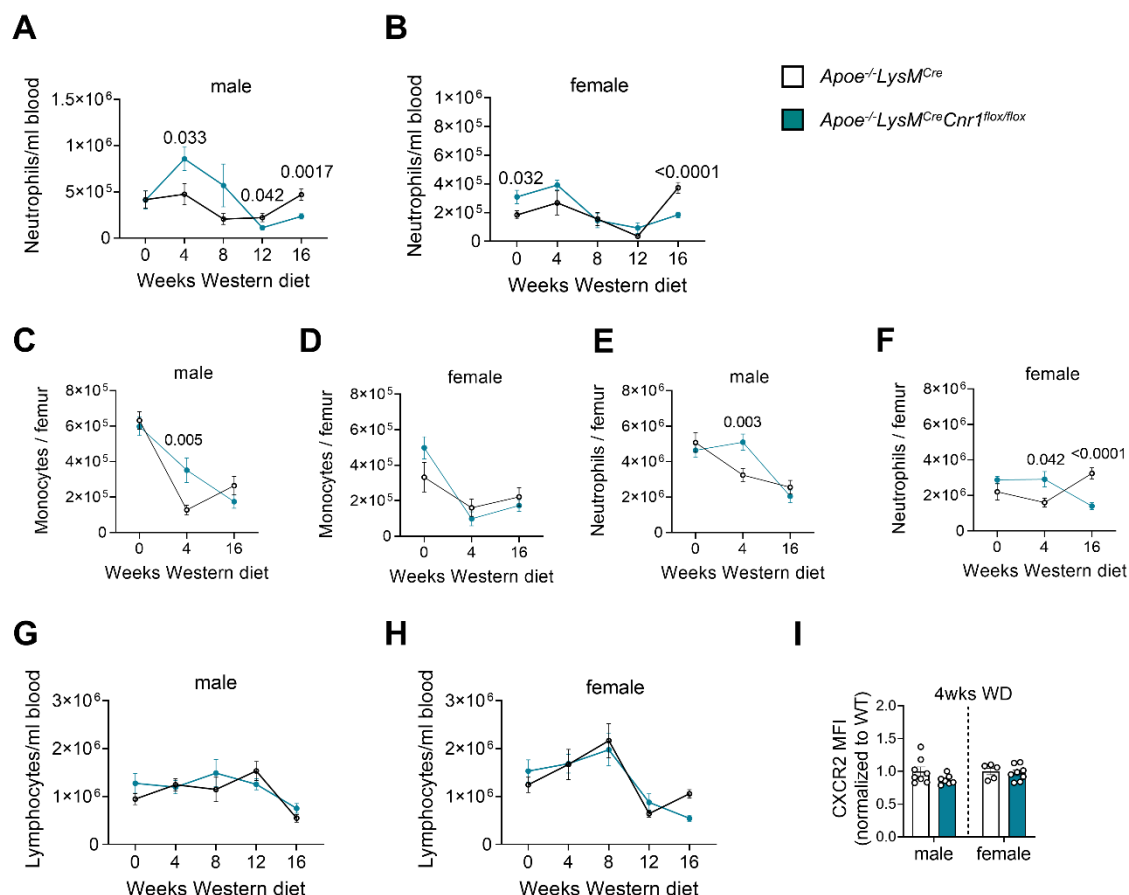 A
male
Neutrophils/ml blood
1.5×10⁶
1×10⁶
5×10⁵
0
0.033
0.042
0.0017
0 4 8 12 16
Weeks Western diet
B
female
Neutrophils/ml blood
1×10⁶
8×10⁵
6×10⁵
4×10⁵
2×10⁵
0
0.032
<0.0001
0 4 8 12 16
Weeks Western diet
Apoe⁻/⁻LysMᶜʳᵉ
Apoe⁻/⁻LysMᶜʳᵉCnr1ᶠˡᵒˣ/ᶠˡᵒˣ
C
male
Monocytes / femur
8×10⁵
6×10⁵
4×10⁵
2×10⁵
0
0.005
0 4 16
Weeks Western diet
D
female
Monocytes / femur
8×10⁵
6×10⁵
4×10⁵
2×10⁵
0
0 4 16
Weeks Western diet
E
male
Neutrophils / femur
8×10⁶
6×10⁶
4×10⁶
2×10⁶
0
0.003
0 4 16
Weeks Western diet
F
female
Neutrophils / femur
8×10⁶
6×10⁶
4×10⁶
2×10⁶
0
0.042
<0.0001
0 4 16
Weeks Western diet
G
male
Lymphocytes/ml blood
3×10⁶
2×10⁶
1×10⁶
0
0 4 8 12 16
Weeks Western diet
H
female
Lymphocytes/ml blood
3×10⁶
2×10⁶
1×10⁶
0
0 4 8 12 16
Weeks Western diet
I
4wks WD
CXCR2 MFI
(normalized to WT)
2.0
1.5
1.0
0.5
0.0
male female